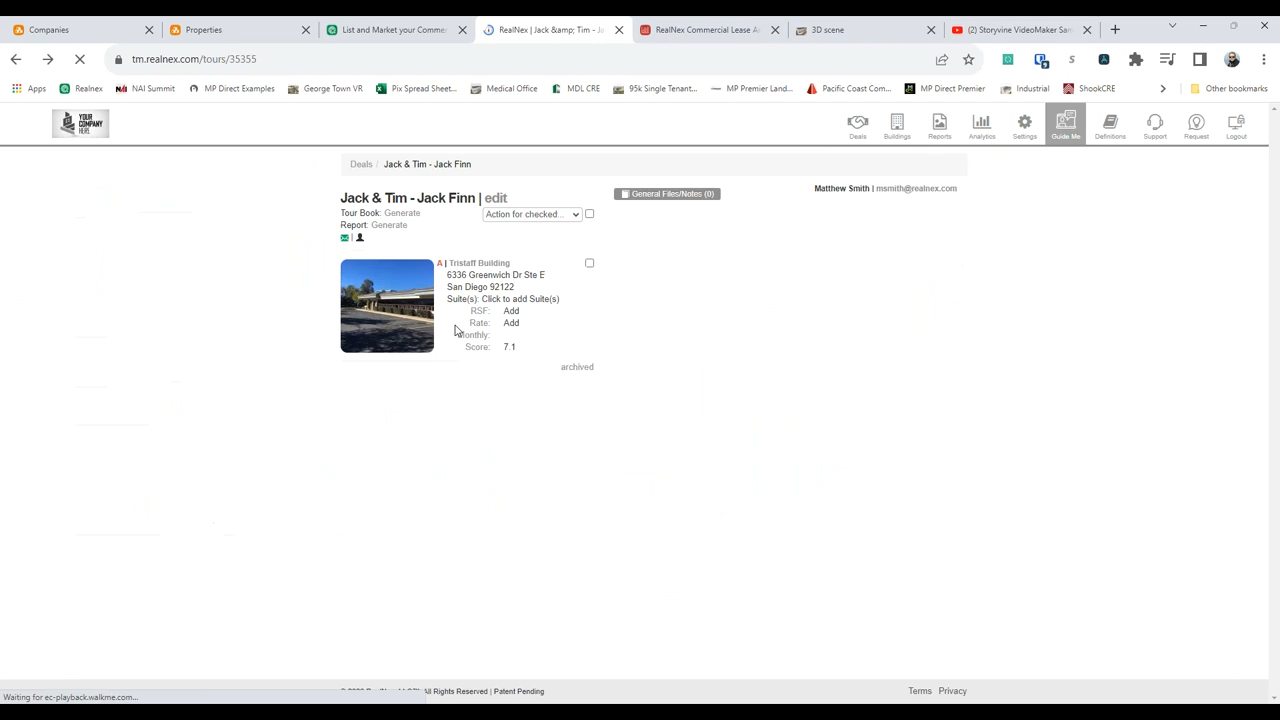 Companies
Properties
List and Market your Comme
RealNex | Jack &amp; Tim - Ja
RealNex Commercial Lease A
3D scene
(2) Storyvine VideoMaker San
tm.realnex.com/tours/35355
Apps
Realnex
NAI Summit
MP Direct Examples
George Town VR
Pix Spread Sheet...
Medical Office
MDL CRE
95k Single Tenant...
MP Premier Land...
Pacific Coast Com...
MP Direct Premier
Industrial
ShookCRE
Other bookmarks
YOUR COMPANY HERE
Deals
Buildings
Reports
Analytics
Settings
Guide Me
Definitions
Support
Request
Logout
Deals / Jack & Tim - Jack Finn
Jack & Tim - Jack Finn | edit
General Files/Notes (0)
Matthew Smith | msmith@realnex.com
Tour Book: Generate
Action for checked...
Report: Generate
A | Tristaff Building
6336 Greenwich Dr Ste E
San Diego 92122
Suite(s): Click to add Suite(s)
RSF: Add
Rate: Add
Monthly:
Score: 7.1
archived
All Rights Reserved | Patent Pending
Terms
Privacy
Waiting for ec-playback.walkme.com...